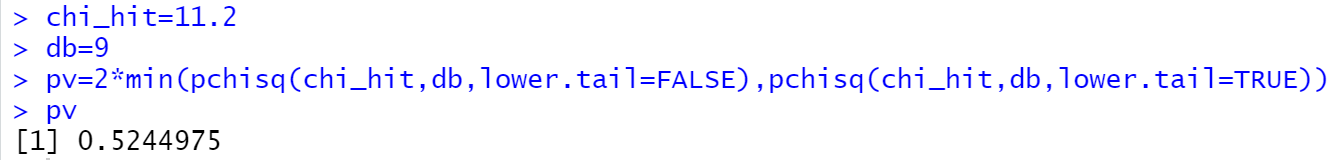 > chi_hit=11.2
> db=9
> pv=2*min(pchisq(chi_hit,db,lower.tail=FALSE),pchisq(chi_hit,db,lower.tail=TRUE))
> pv
[1] 0.5244975